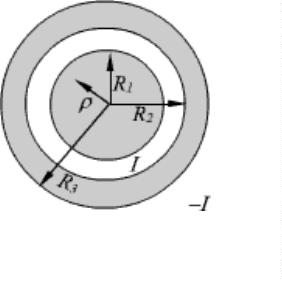 R₁
ρ
R₂
I
R₃
–I